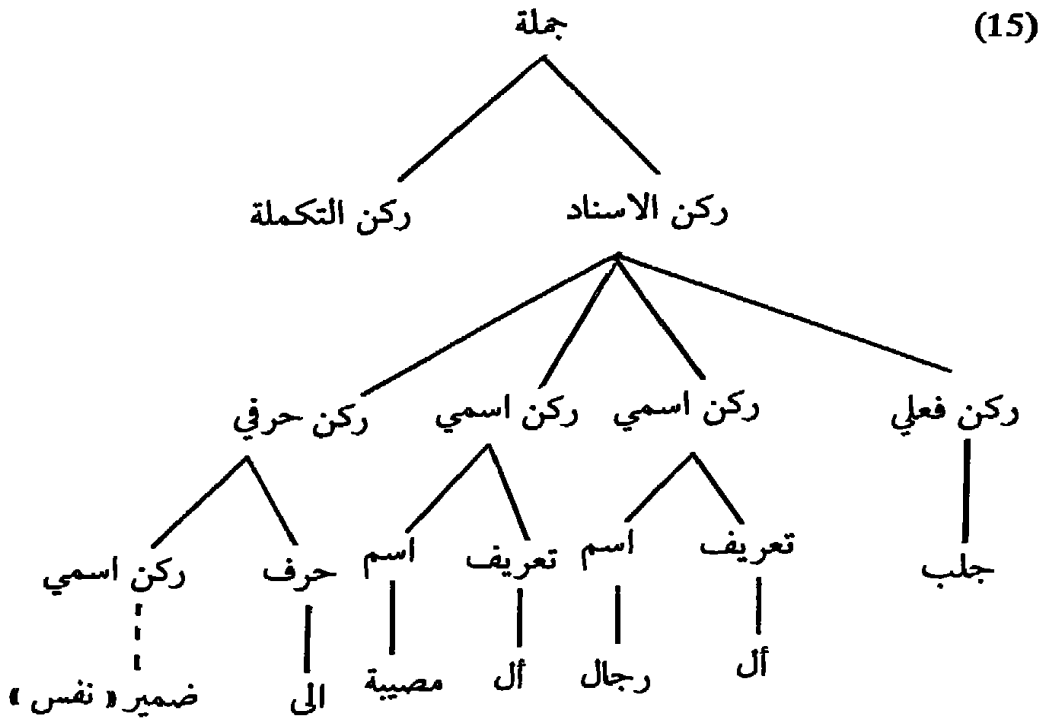 (15)
جملة
ركن الاسناد ركن التكملة
ركن فعلي ركن اسمي ركن اسمي ركن حرفي
جلب تعريف اسم تعريف اسم حرف ركن اسمي
أل رجال أل مصيبة الى ضمير « نفس »